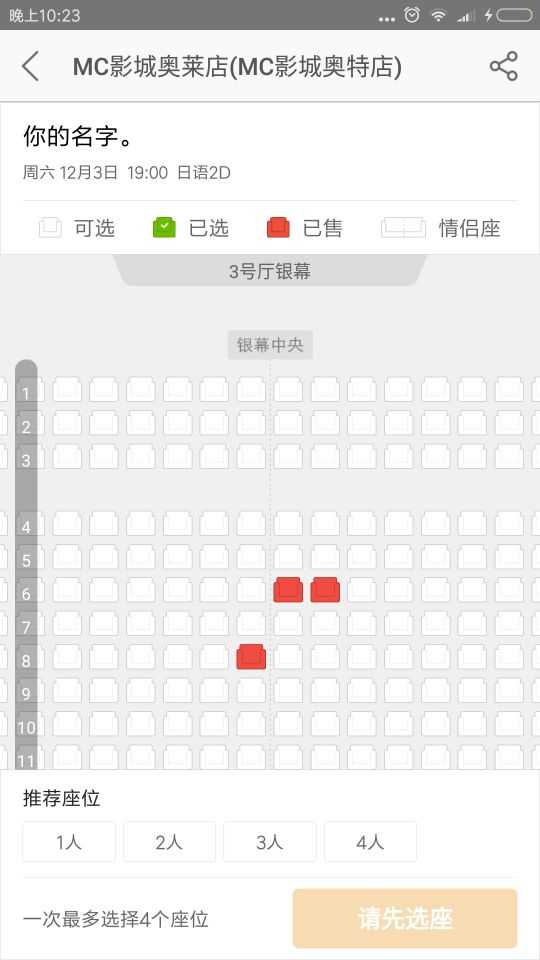 晚上10:23
MC影城奥莱店(MC影城奥特店)
你的名字。
周六 12月3日 19:00 日语2D
可选 已选 已售 情侣座
3号厅银幕
银幕中央
1
2
3
4
5
6
7
8
9
10
11
推荐座位
1人 2人 3人 4人
一次最多选择4个座位 请先选座